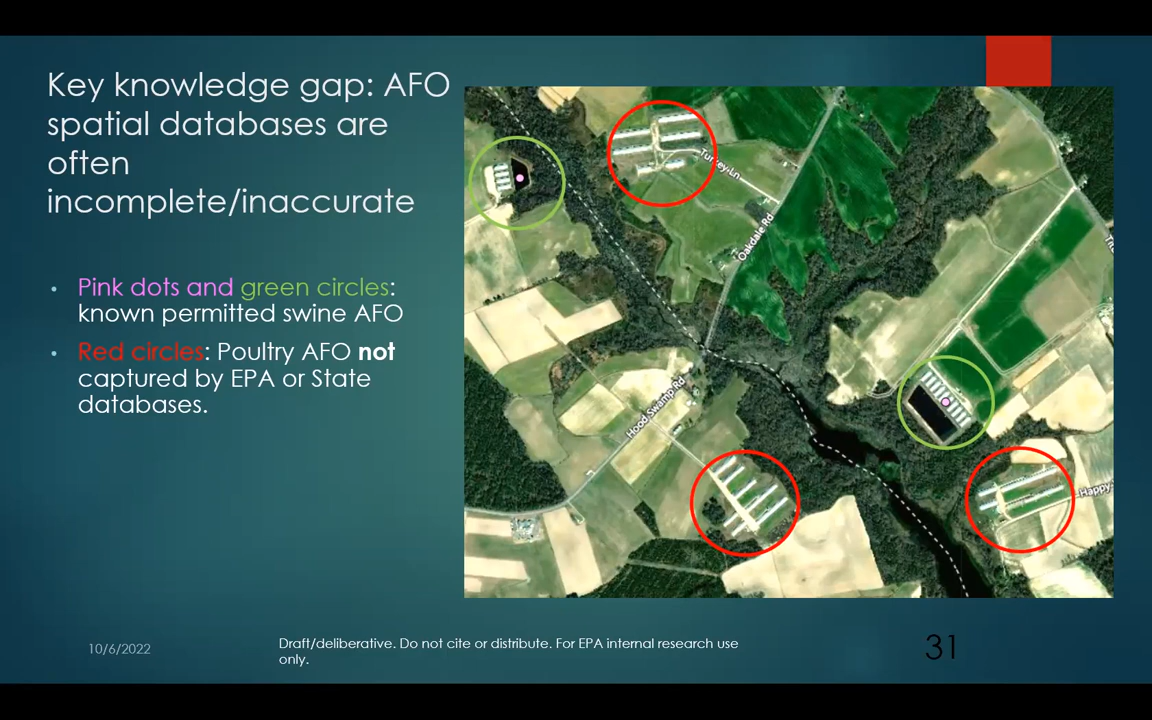 Key knowledge gap: AFO
spatial databases are
often
incomplete/inaccurate
• Pink dots and green circles:
known permitted swine AFO
• Red circles: Poultry AFO not
captured by EPA or State
databases.
Turkey Ln
Oakdale Rd
Hood Swamp Rd
Happy
10/6/2022
Draft/deliberative. Do not cite or distribute. For EPA internal research use
only.
31